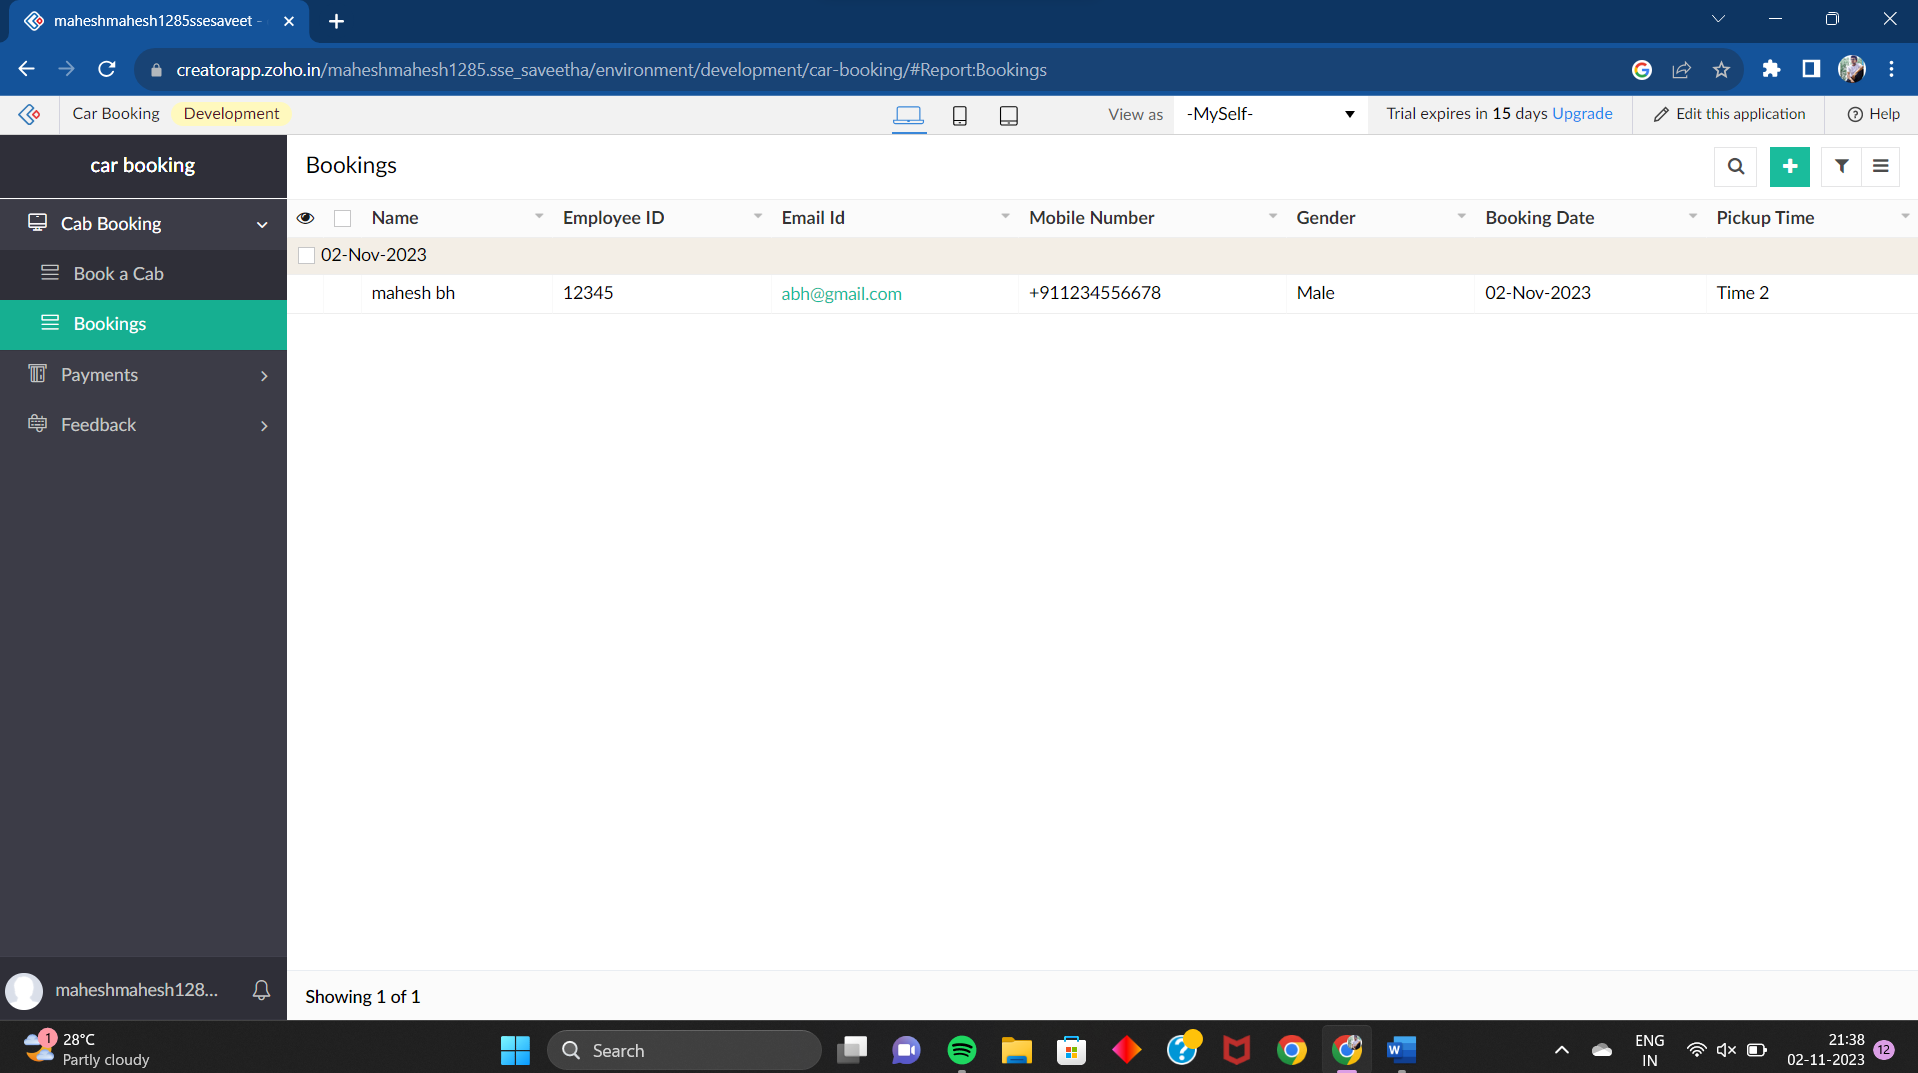 maheshmahesh1285ssesaveet -
creatorapp.zoho.in/maheshmahesh1285.sse_saveetha/environment/development/car-booking/#Report:Bookings
Car Booking Development View as -MySelf- Trial expires in 15 days Upgrade Edit this application Help
car booking
Bookings
Cab Booking
Book a Cab
Bookings
Payments
Feedback
Name Employee ID Email Id Mobile Number Gender Booking Date Pickup Time
02-Nov-2023
mahesh bh 12345 abh@gmail.com +911234556678 Male 02-Nov-2023 Time 2
maheshmahesh128...
Showing 1 of 1
1 28°C
Partly cloudy
Search
ENG
IN
21:38
02-11-2023
12